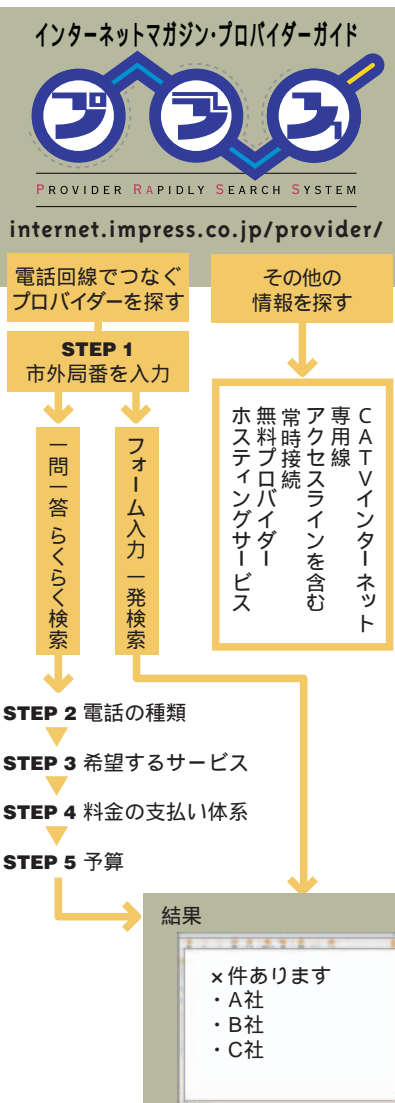 インターネットマガジン・プロバイダーガイド
プラブィ
PROVIDER RAPIDLY SEARCH SYSTEM
internet.impress.co.jp/provider/
電話回線でつなぐ
プロバイダーを探す
その他の
情報を探す
STEP 1
市外局番を入力
一問一答 らくらく検索
フォーム入力 一発検索
CATVインターネット
専用線
アクセスラインを含む
常時接続
無料プロバイダー
ホスティングサービス
STEP 2 電話の種類
STEP 3 希望するサービス
STEP 4 料金の支払い体系
STEP 5 予算
結果
×件あります
・A社
・B社
・C社